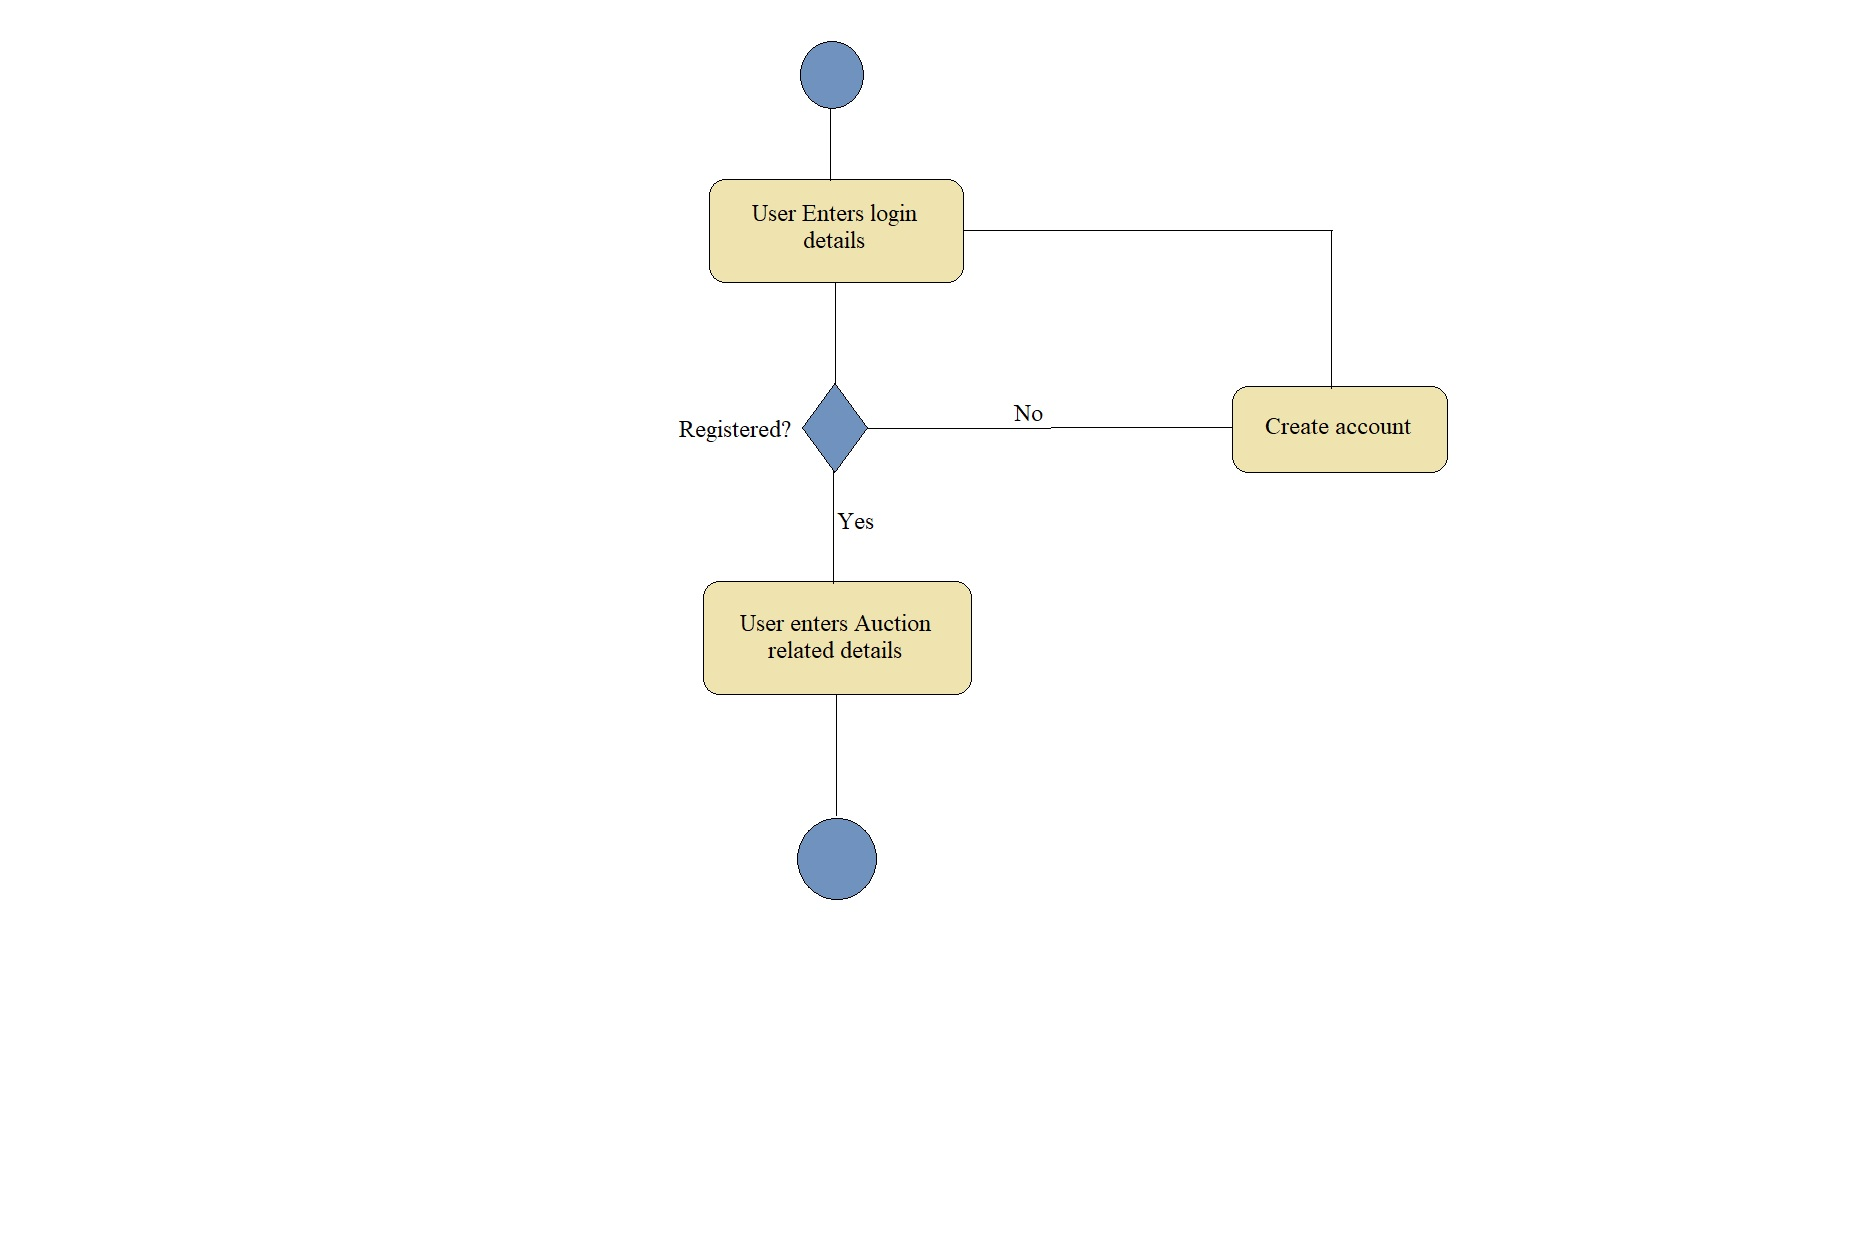 User Enters login
details
Registered?
No
Create account
Yes
User enters Auction
related details